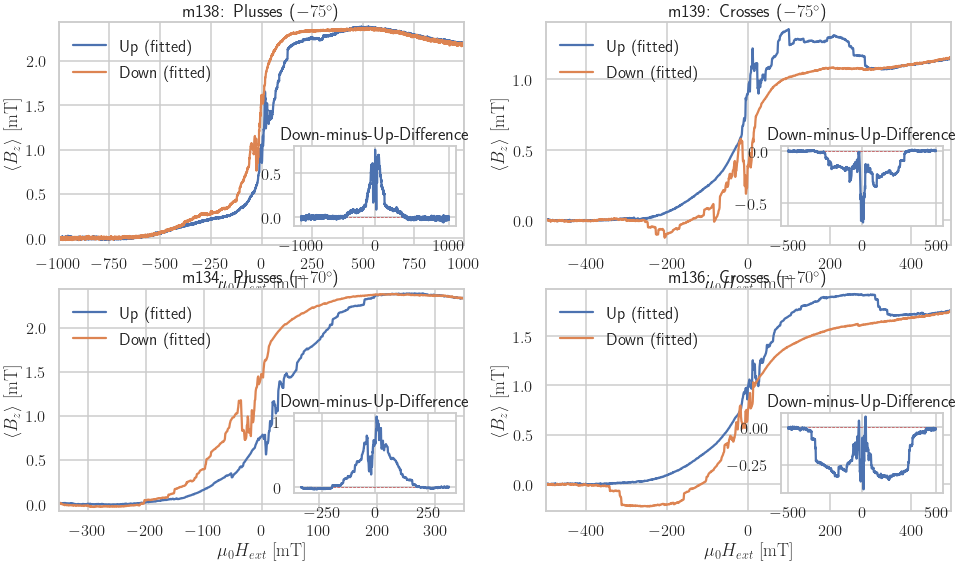 m138: Plusses (−75°)
⟨B_z⟩ [mT]
2.0
1.5
1.0
0.5
0.0
Up (fitted)
Down (fitted)
Down-minus-Up-Difference
0.5
0.0
−1000 0 1000
−1000 −750 −500 −250 0 250 500 750 1000
μ₀H_ext [mT]
m139: Crosses (−75°)
⟨B_z⟩ [mT]
1.0
0.5
0.0
Up (fitted)
Down (fitted)
Down-minus-Up-Difference
0.0
−0.5
−500 0 500
−400 −200 0 200 400
μ₀H_ext [mT]
m134: Plusses (−70°)
⟨B_z⟩ [mT]
2.0
1.5
1.0
0.5
0.0
Up (fitted)
Down (fitted)
Down-minus-Up-Difference
1
0
−250 0 250
−300 −200 −100 0 100 200 300
μ₀H_ext [mT]
m136: Crosses (−70°)
⟨B_z⟩ [mT]
1.5
1.0
0.5
0.0
Up (fitted)
Down (fitted)
Down-minus-Up-Difference
0.00
−0.25
−500 0 500
−400 −200 0 200 400
μ₀H_ext [mT]